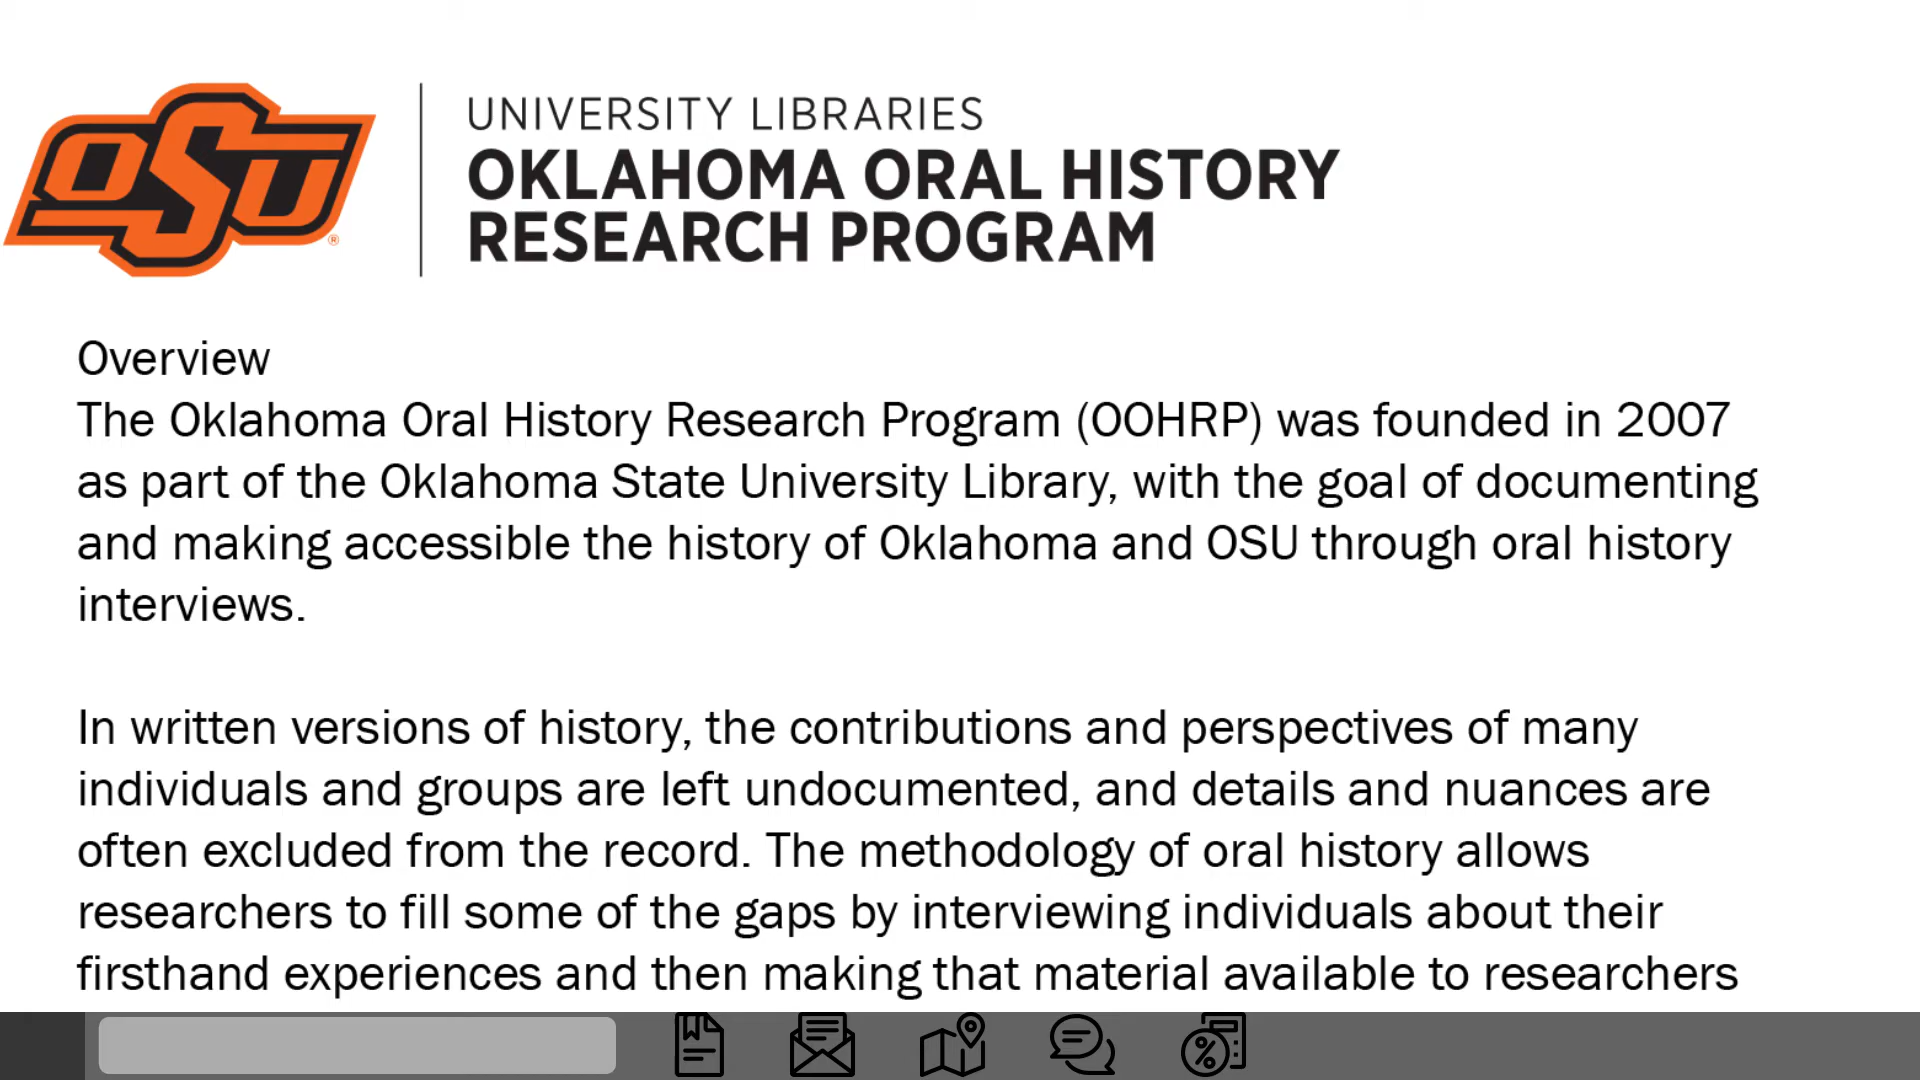 OSU
UNIVERSITY LIBRARIES
OKLAHOMA ORAL HISTORY
RESEARCH PROGRAM
Overview
The Oklahoma Oral History Research Program (OOHRP) was founded in 2007
as part of the Oklahoma State University Library, with the goal of documenting
and making accessible the history of Oklahoma and OSU through oral history
interviews.
In written versions of history, the contributions and perspectives of many
individuals and groups are left undocumented, and details and nuances are
often excluded from the record. The methodology of oral history allows
researchers to fill some of the gaps by interviewing individuals about their
firsthand experiences and then making that material available to researchers